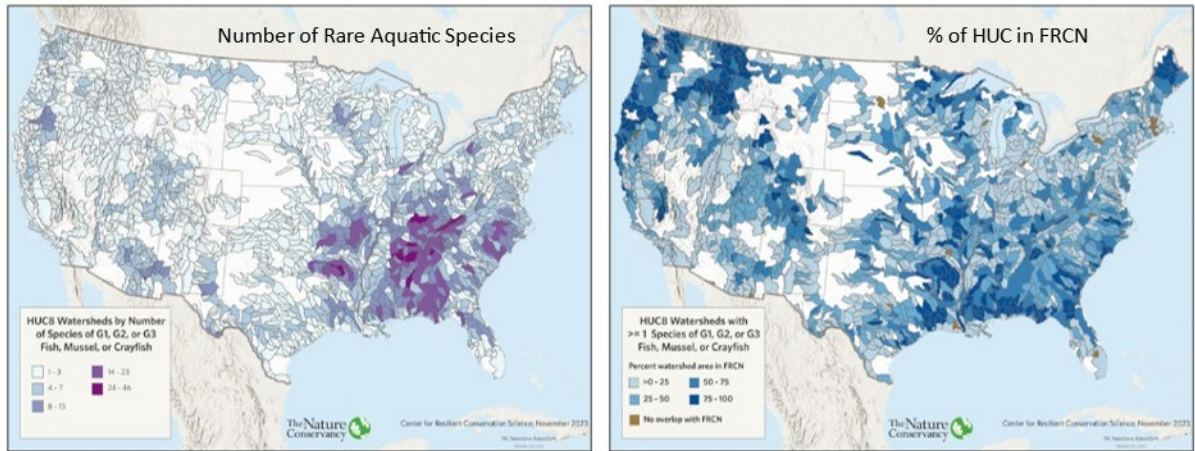 Number of Rare Aquatic Species
HUC8 Watersheds by Number
of Species of G1, G2, or G3
Fish, Mussel, or Crayfish
1 - 3
4 - 7
8 - 13
14 - 23
24 - 46
The Nature
Conservancy
Center for Resilient Conservation Science, November 2023
% of HUC in FRCN
HUC8 Watersheds with
>= 1 Species of G1, G2, or G3
Fish, Mussel, or Crayfish
Percent watershed area in FRCN
>0 - 25
25 - 50
50 - 75
75 - 100
No overlap with FRCN
The Nature
Conservancy
Center for Resilient Conservation Science, November 2023